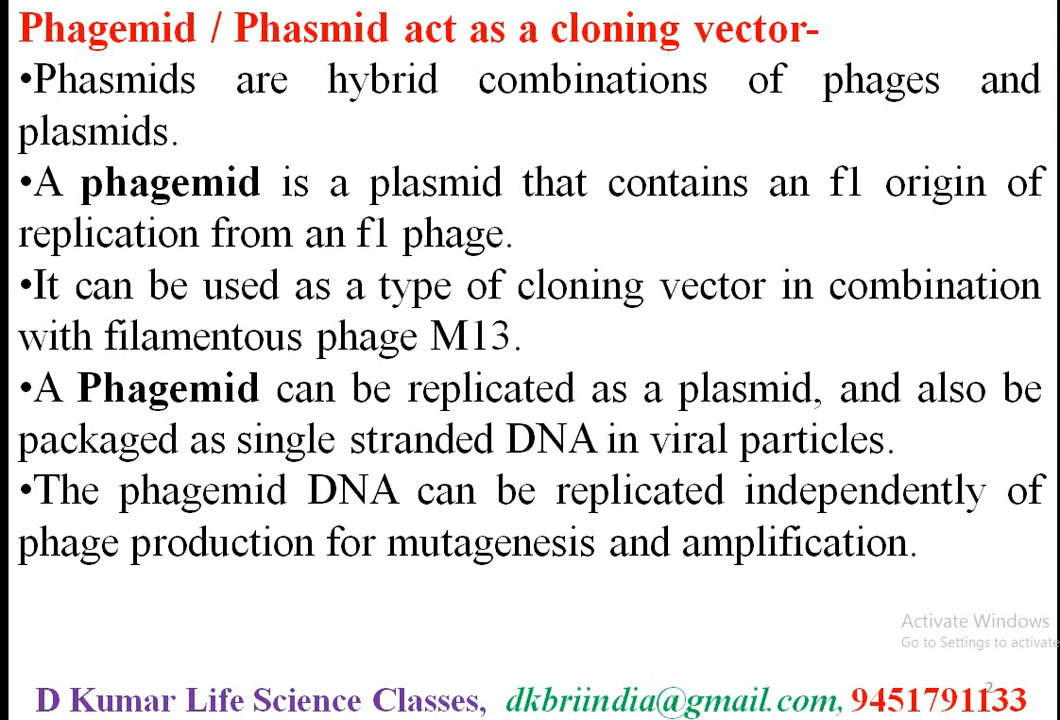 Phagemid / Phasmid act as a cloning vector-
•Phasmids are hybrid combinations of phages and
plasmids.
•A phagemid is a plasmid that contains an f1 origin of
replication from an f1 phage.
•It can be used as a type of cloning vector in combination
with filamentous phage M13.
•A Phagemid can be replicated as a plasmid, and also be
packaged as single stranded DNA in viral particles.
•The phagemid DNA can be replicated independently of
phage production for mutagenesis and amplification.
Activate Windows
Go to Settings to activate
2
D Kumar Life Science Classes, dkbriindia@gmail.com, 9451791133